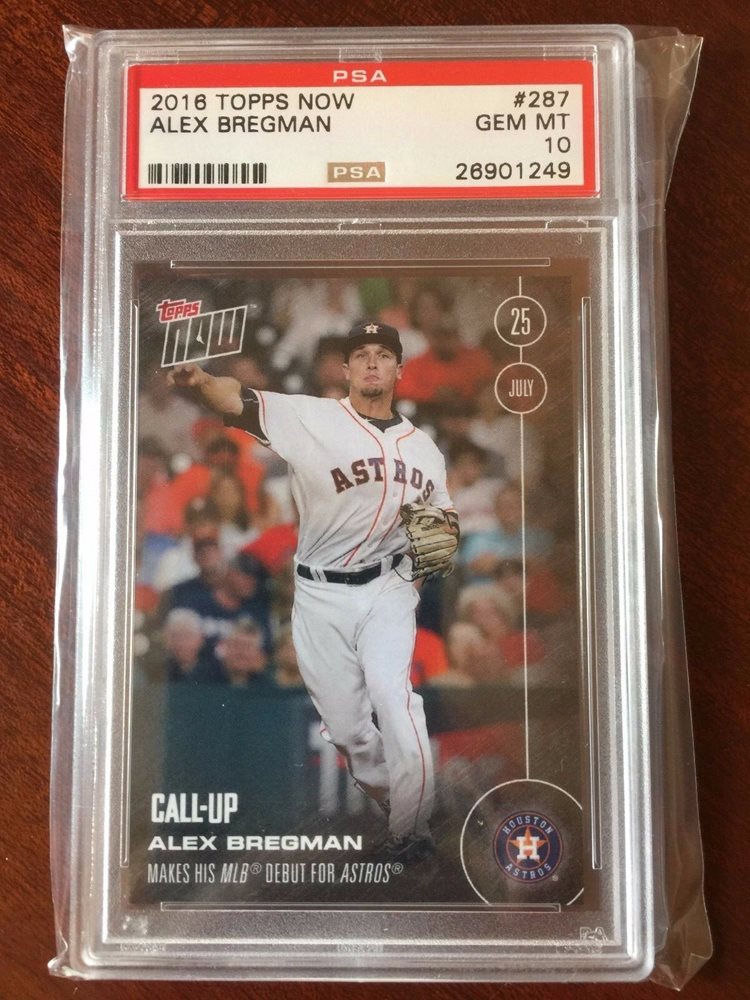 PSA
2016 TOPPS NOW #287
ALEX BREGMAN GEM MT
10
PSA 26901249
Topps NOW™
25
JULY
H
ASTROS
CALL-UP
ALEX BREGMAN
MAKES HIS MLB® DEBUT FOR ASTROS®
HOUSTON
H
ASTROS